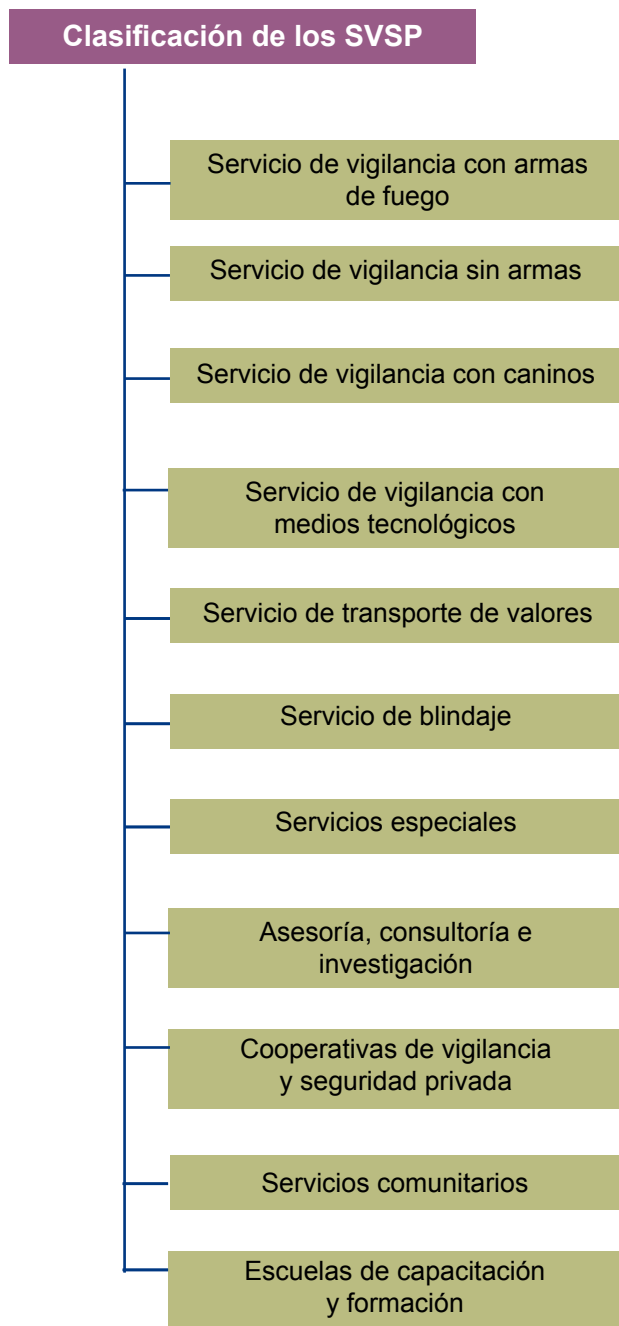 Clasificación de los SVSP
Servicio de vigilancia con armas
de fuego
Servicio de vigilancia sin armas
Servicio de vigilancia con caninos
Servicio de vigilancia con
medios tecnológicos
Servicio de transporte de valores
Servicio de blindaje
Servicios especiales
Asesoría, consultoría e
investigación
Cooperativas de vigilancia
y seguridad privada
Servicios comunitarios
Escuelas de capacitación
y formación